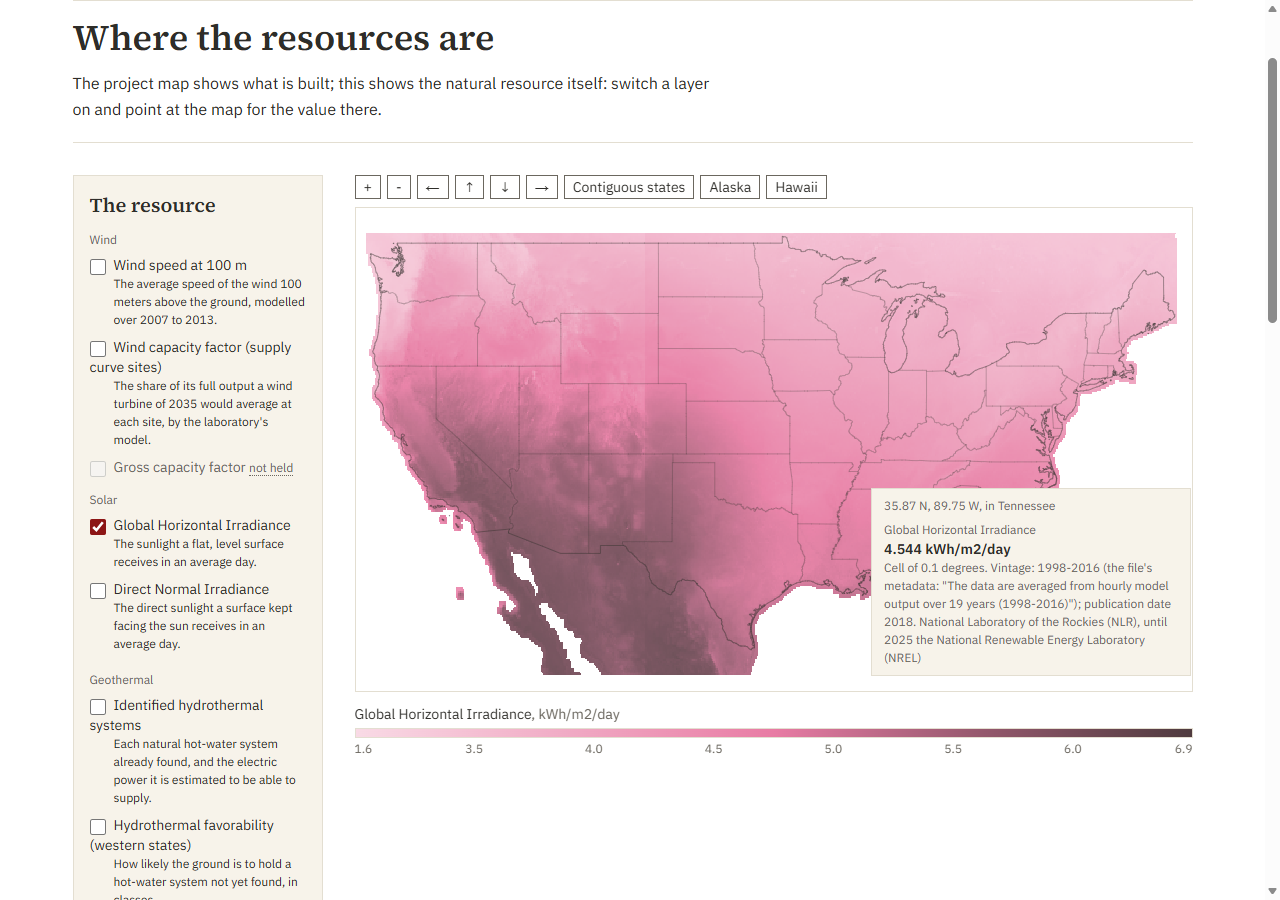 Where the resources are
The project map shows what is built; this shows the natural resource itself: switch a layer
on and point at the map for the value there.
The resource
Wind
Wind speed at 100 m
The average speed of the wind 100
meters above the ground, modelled
over 2007 to 2013.
Wind capacity factor (supply
curve sites)
The share of its full output a wind
turbine of 2035 would average at
each site, by the laboratory's
model.
Gross capacity factor not held
Solar
Global Horizontal Irradiance
The sunlight a flat, level surface
receives in an average day.
Direct Normal Irradiance
The direct sunlight a surface kept
facing the sun receives in an
average day.
Geothermal
Identified hydrothermal
systems
Each natural hot-water system
already found, and the electric
power it is estimated to be able to
supply.
Hydrothermal favorability
(western states)
How likely the ground is to hold a
hot-water system not yet found, in
classes.
+ - ← ↑ ↓ → Contiguous states Alaska Hawaii
35.87 N, 89.75 W, in Tennessee
Global Horizontal Irradiance
4.544 kWh/m2/day
Cell of 0.1 degrees. Vintage: 1998-2016 (the file's
metadata: "The data are averaged from hourly model
output over 19 years (1998-2016)"); publication date
2018. National Laboratory of the Rockies (NLR), until
2025 the National Renewable Energy Laboratory
(NREL)
Global Horizontal Irradiance, kWh/m2/day
1.6 3.5 4.0 4.5 5.0 5.5 6.0 6.9